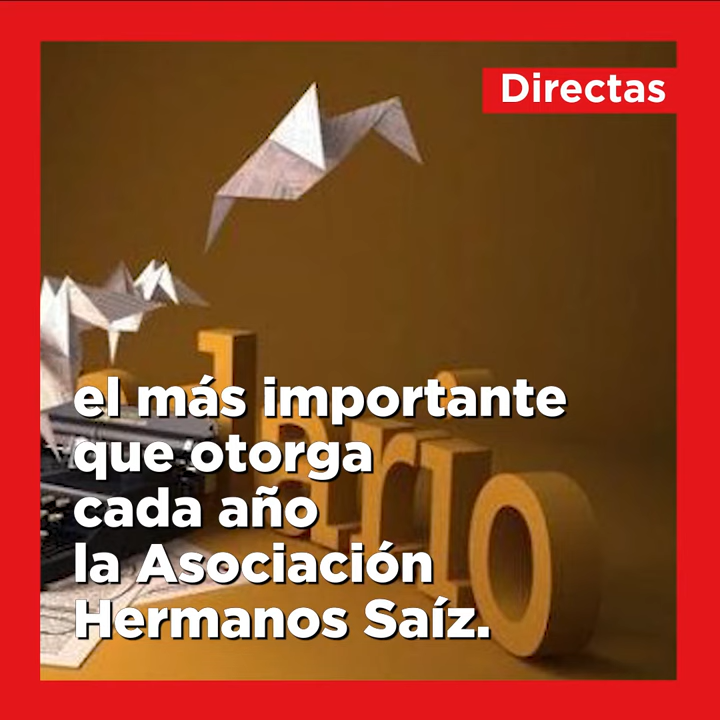 Directas
el más importante
que otorga
cada año
la Asociación
Hermanos Saíz.